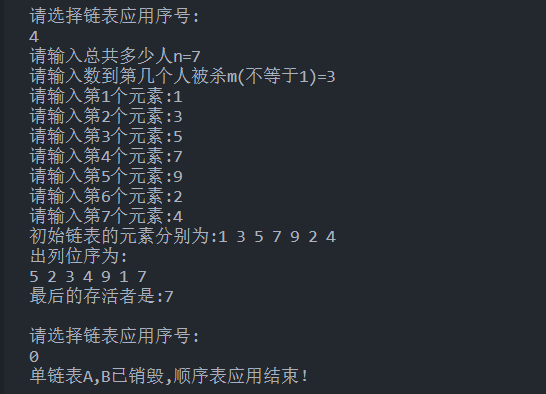 请选择链表应用序号:
4
请输入总共多少人n=7
请输入数到第几个人被杀m(不等于1)=3
请输入第1个元素:1
请输入第2个元素:3
请输入第3个元素:5
请输入第4个元素:7
请输入第5个元素:9
请输入第6个元素:2
请输入第7个元素:4
初始链表的元素分别为:1 3 5 7 9 2 4
出列位序为:
5 2 3 4 9 1 7
最后的存活者是:7
请选择链表应用序号:
0
单链表A,B已销毁,顺序表应用结束!